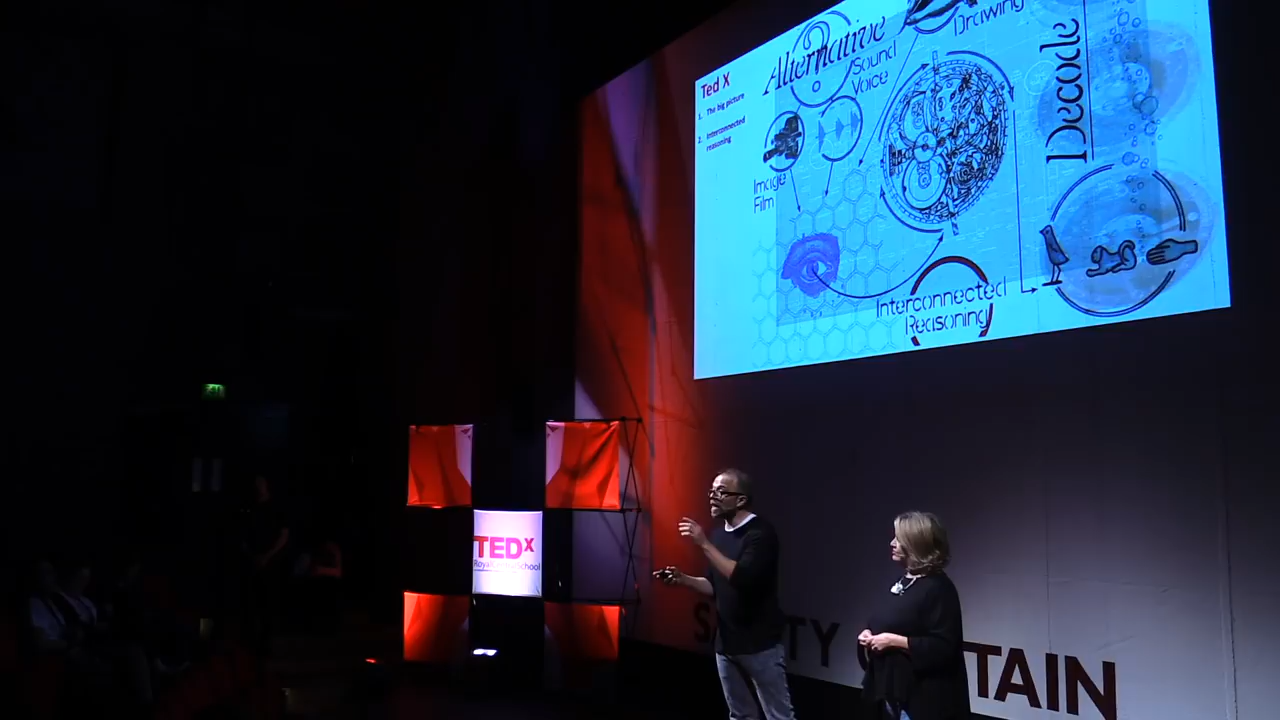 Ted X
1. The big picture
2. Interconnected
reasoning
Alternative
Drawing
Sound
Voice
Image
Film
Decode
Interconnected
Reasoning
TEDx
TAIN